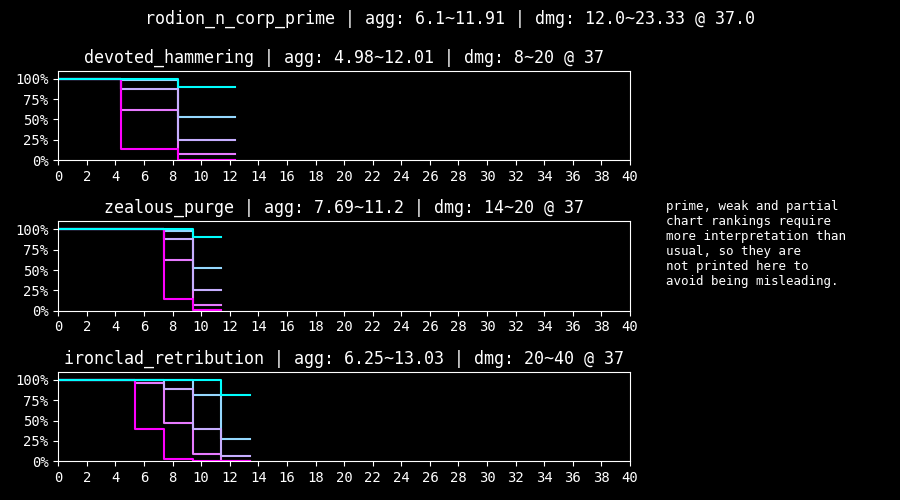 rodion_n_corp_prime | agg: 6.1~11.91 | dmg: 12.0~23.33 @ 37.0
devoted_hammering | agg: 4.98~12.01 | dmg: 8~20 @ 37
100%
75%
50%
25%
0%
0 2 4 6 8 10 12 14 16 18 20 22 24 26 28 30 32 34 36 38 40
zealous_purge | agg: 7.69~11.2 | dmg: 14~20 @ 37
100%
75%
50%
25%
0%
0 2 4 6 8 10 12 14 16 18 20 22 24 26 28 30 32 34 36 38 40
prime, weak and partial
chart rankings require
more interpretation than
usual, so they are
not printed here to
avoid being misleading.
ironclad_retribution | agg: 6.25~13.03 | dmg: 20~40 @ 37
100%
75%
50%
25%
0%
0 2 4 6 8 10 12 14 16 18 20 22 24 26 28 30 32 34 36 38 40